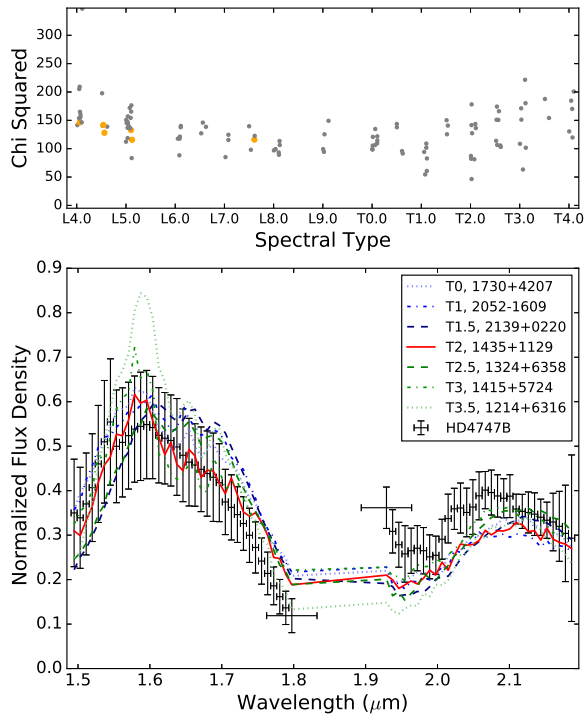 300
250
200
150
100
50
0
Chi Squared
L4.0 L5.0 L6.0 L7.0 L8.0 L9.0 T0.0 T1.0 T2.0 T3.0 T4.0
Spectral Type
0.9
0.8
0.7
0.6
0.5
0.4
0.3
0.2
0.1
0.0
Normalized Flux Density
T0, 1730+4207
T1, 2052-1609
T1.5, 2139+0220
T2, 1435+1129
T2.5, 1324+6358
T3, 1415+5724
T3.5, 1214+6316
HD4747B
1.5 1.6 1.7 1.8 1.9 2.0 2.1
Wavelength (μm)